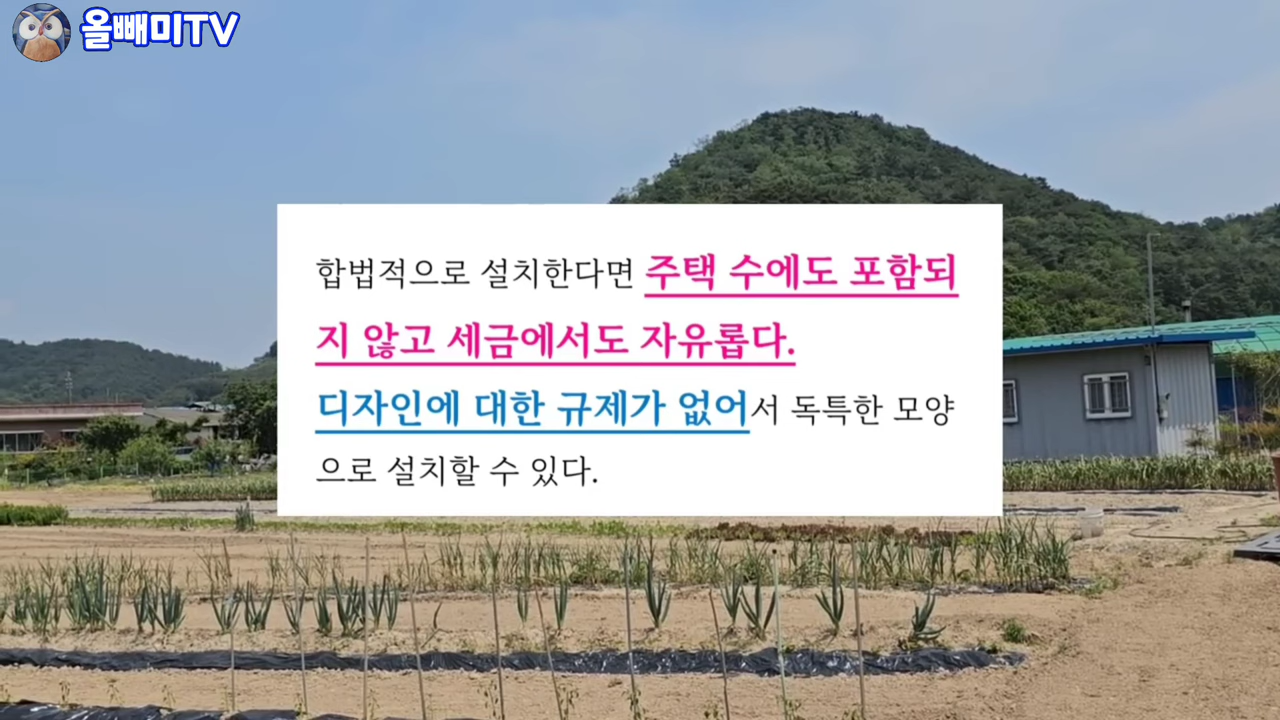 올빼미TV
합법적으로 설치한다면 주택 수에도 포함되
지 않고 세금에서도 자유롭다.
디자인에 대한 규제가 없어서 독특한 모양
으로 설치할 수 있다.